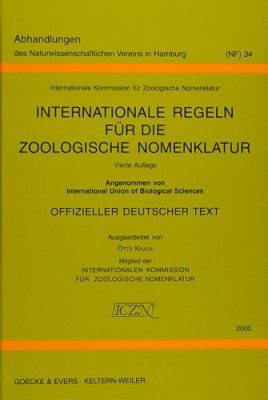 Abhandlungen
des Naturwissenschaftlichen Vereins in Hamburg (NF) 34
Internationale Kommission für Zoologische Nomenklatur
INTERNATIONALE REGELN
FÜR DIE
ZOOLOGISCHE NOMENKLATUR
Vierte Auflage
Angenommen von
International Union of Biological Sciences
OFFIZIELLER DEUTSCHER TEXT
Ausgearbeitet von
OTTO KRAUS
Mitglied der
INTERNATIONALEN KOMMISSION
FÜR ZOOLOGISCHE NOMENKLATUR
ICZN
2000
GOECKE & EVERS · KELTERN-WEILER